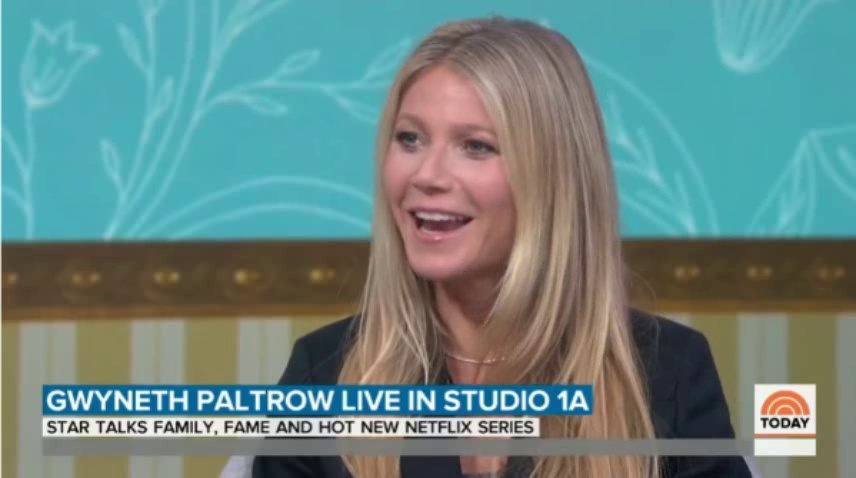 GWYNETH PALTROW LIVE IN STUDIO 1A
STAR TALKS FAMILY, FAME AND HOT NEW NETFLIX SERIES
TODAY